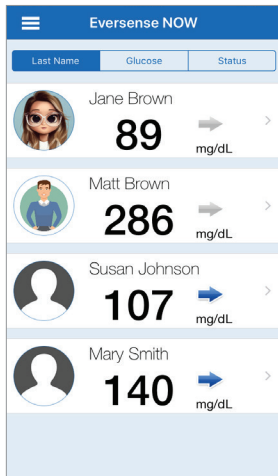 Eversense NOW
Last Name Glucose Status
Jane Brown
89
mg/dL
Matt Brown
286
mg/dL
Susan Johnson
107
mg/dL
Mary Smith
140
mg/dL